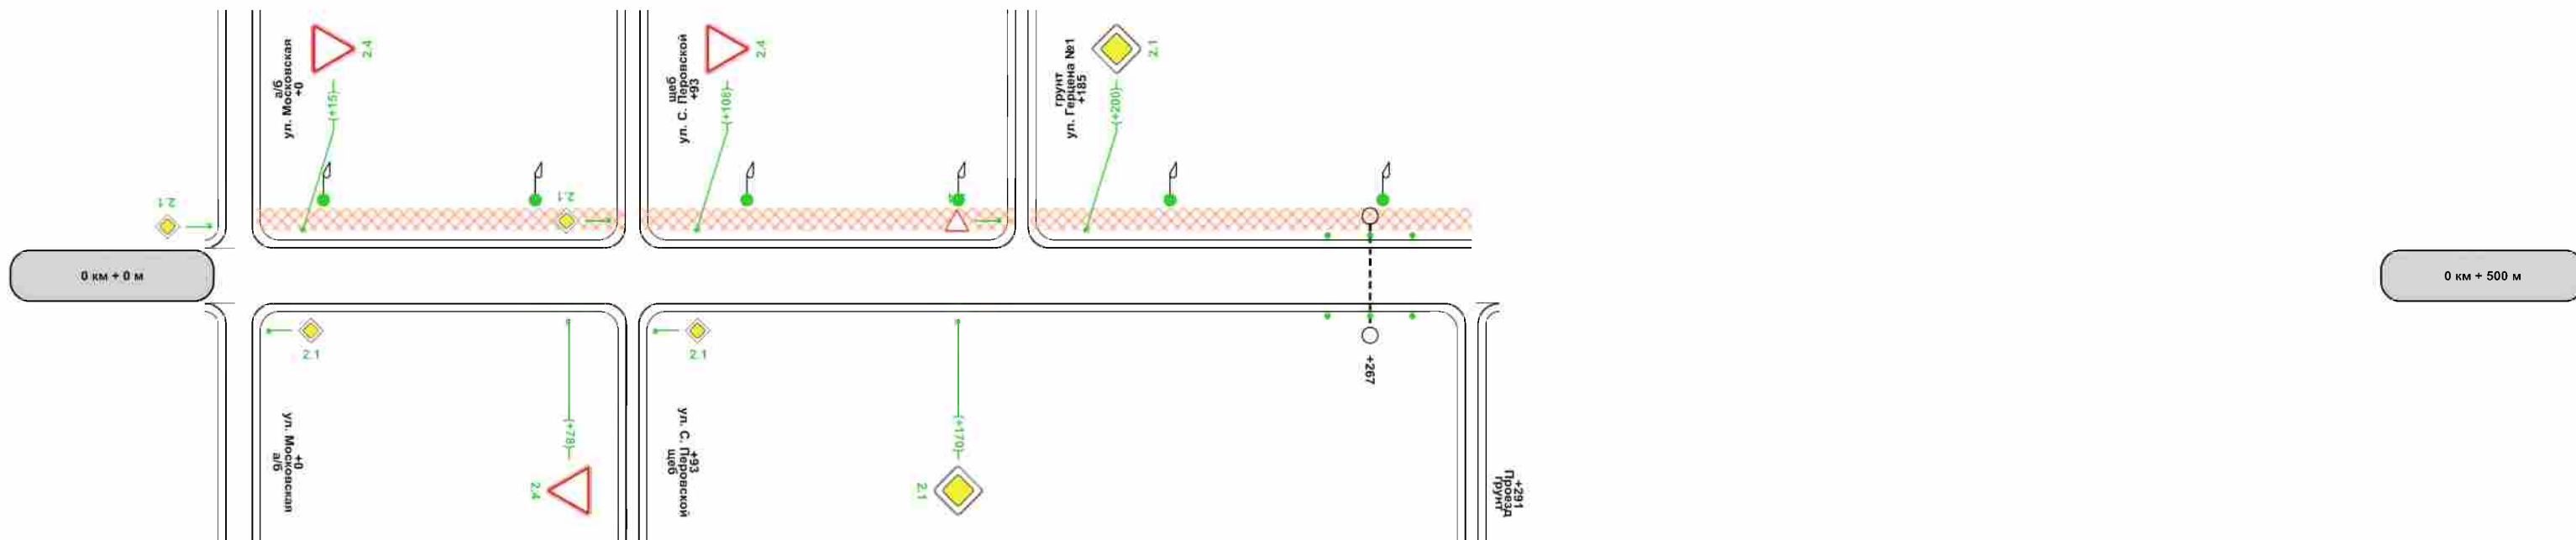 а/б
ул. Московская
+0
2.4
(+15)
щеб
ул. С. Перовской
+93
2.4
(+108)
грунт
ул. Герцена №1
+185
2.1
(+200)
2.1
2.1
0 км + 0 м
0 км + 500 м
2.1
2.1
+267
+0
ул. Московская
а/б
(+78)
2.4
+93
ул. С. Перовской
щеб
(+170)
2.1
+291
Проезд
грунт